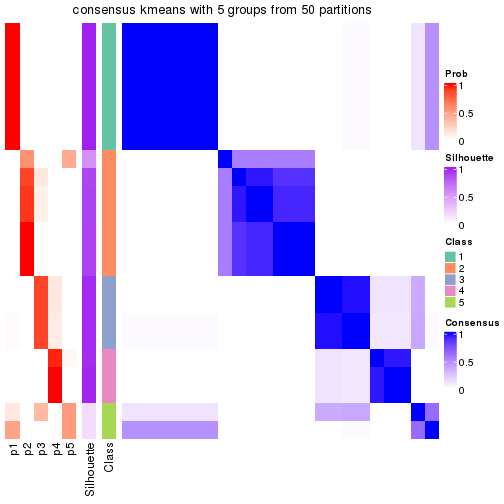 consensus kmeans with 5 groups from 50 partitions
Prob
1
0.5
0
Silhouette
1
0.5
0
Class
1
2
3
4
5
Consensus
1
0.5
0
p1
p2
p3
p4
p5
Silhouette
Class